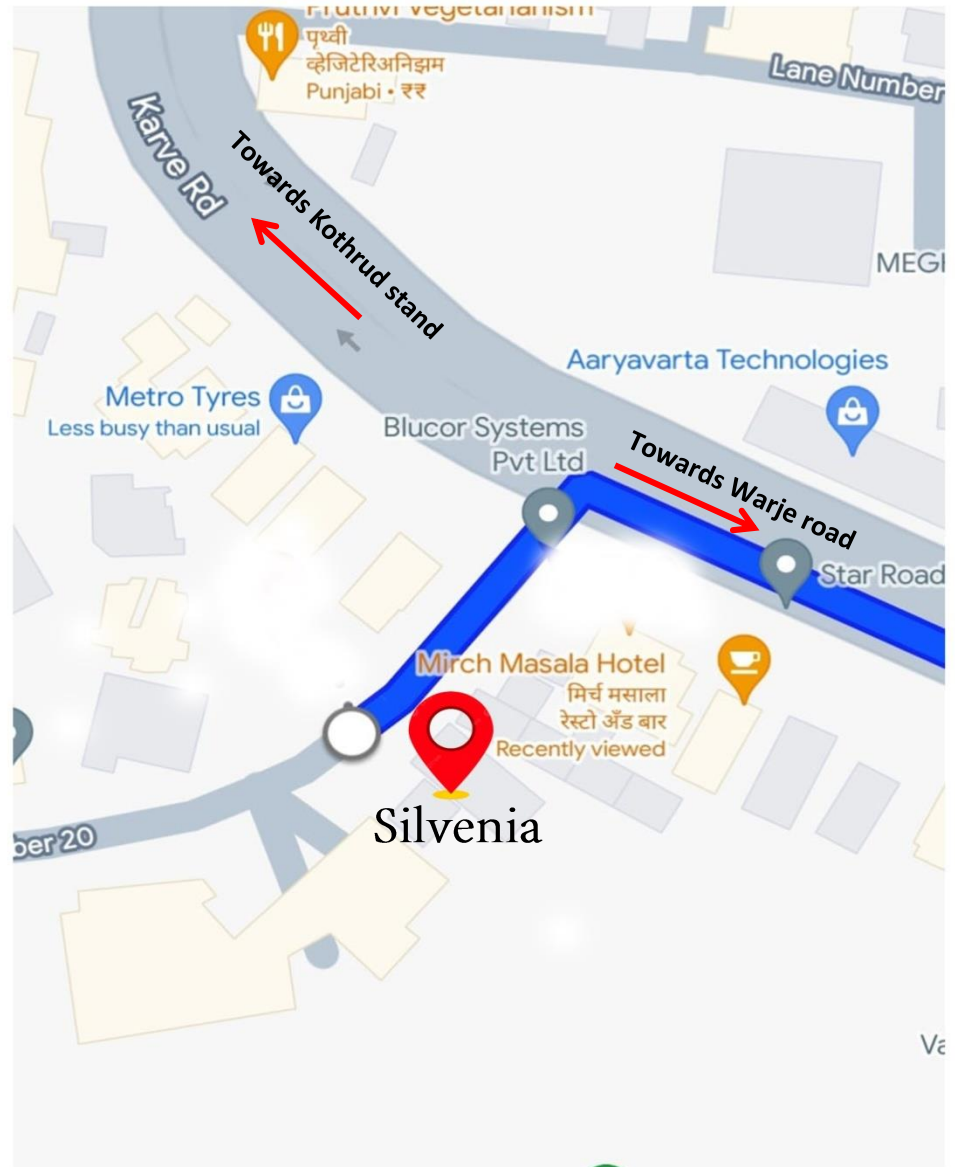 Pruthvi Vegetarianism
पृथ्वी
व्हेजिटेरिअनिझम
Punjabi • ₹₹
Lane Number
Karve Rd
Towards Kothrud stand
MEGH
Aaryavarta Technologies
Metro Tyres
Less busy than usual
Blucor Systems
Pvt Ltd
Towards Warje road
Star Road
Mirch Masala Hotel
मिर्च मसाला
रेस्टो अँड बार
Recently viewed
Silvenia
ber 20
Va